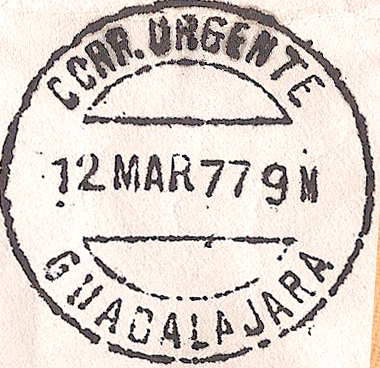 CCRR. URGENTE
12 MAR 77 9 N
GUADALAJARA